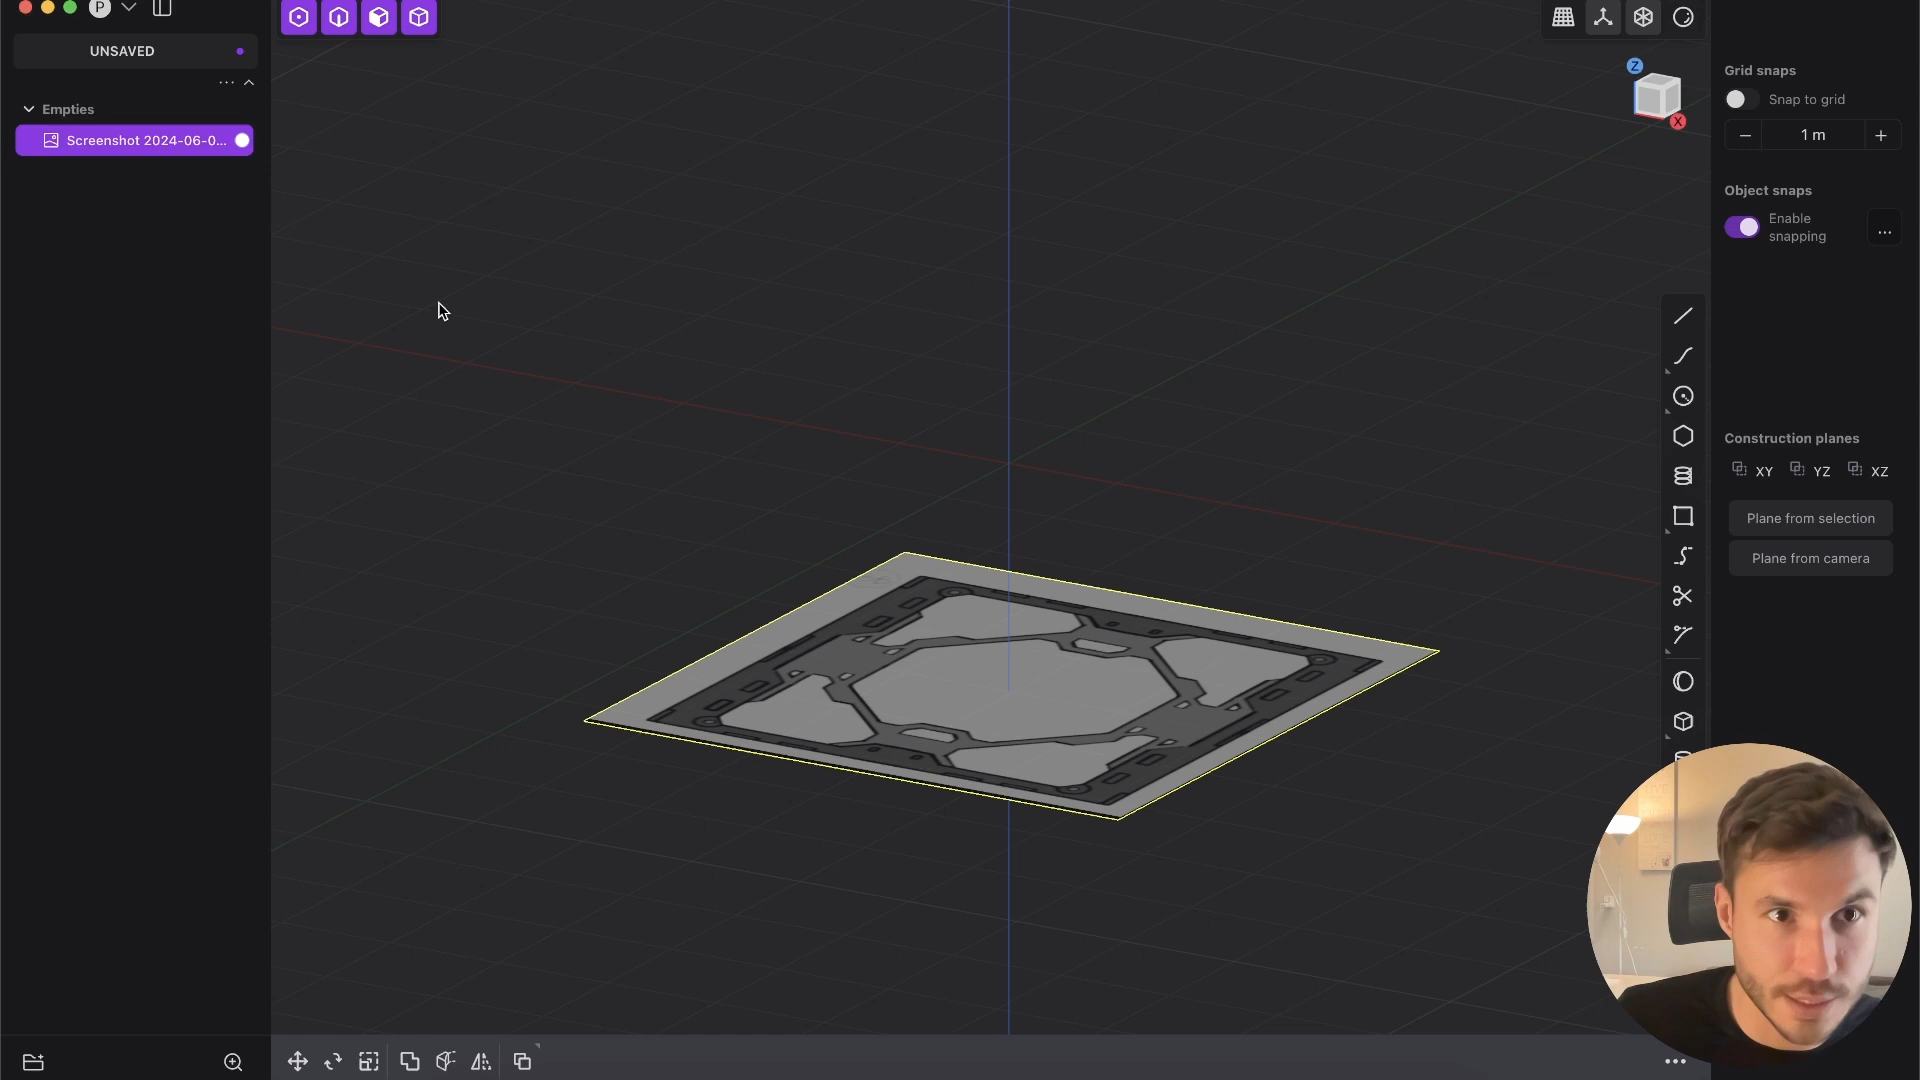 P
UNSAVED
Empties
Screenshot 2024-06-0...
Z
X
Grid snaps
Snap to grid
1 m
Object snaps
Enable
snapping
...
Construction planes
XY YZ XZ
Plane from selection
Plane from camera